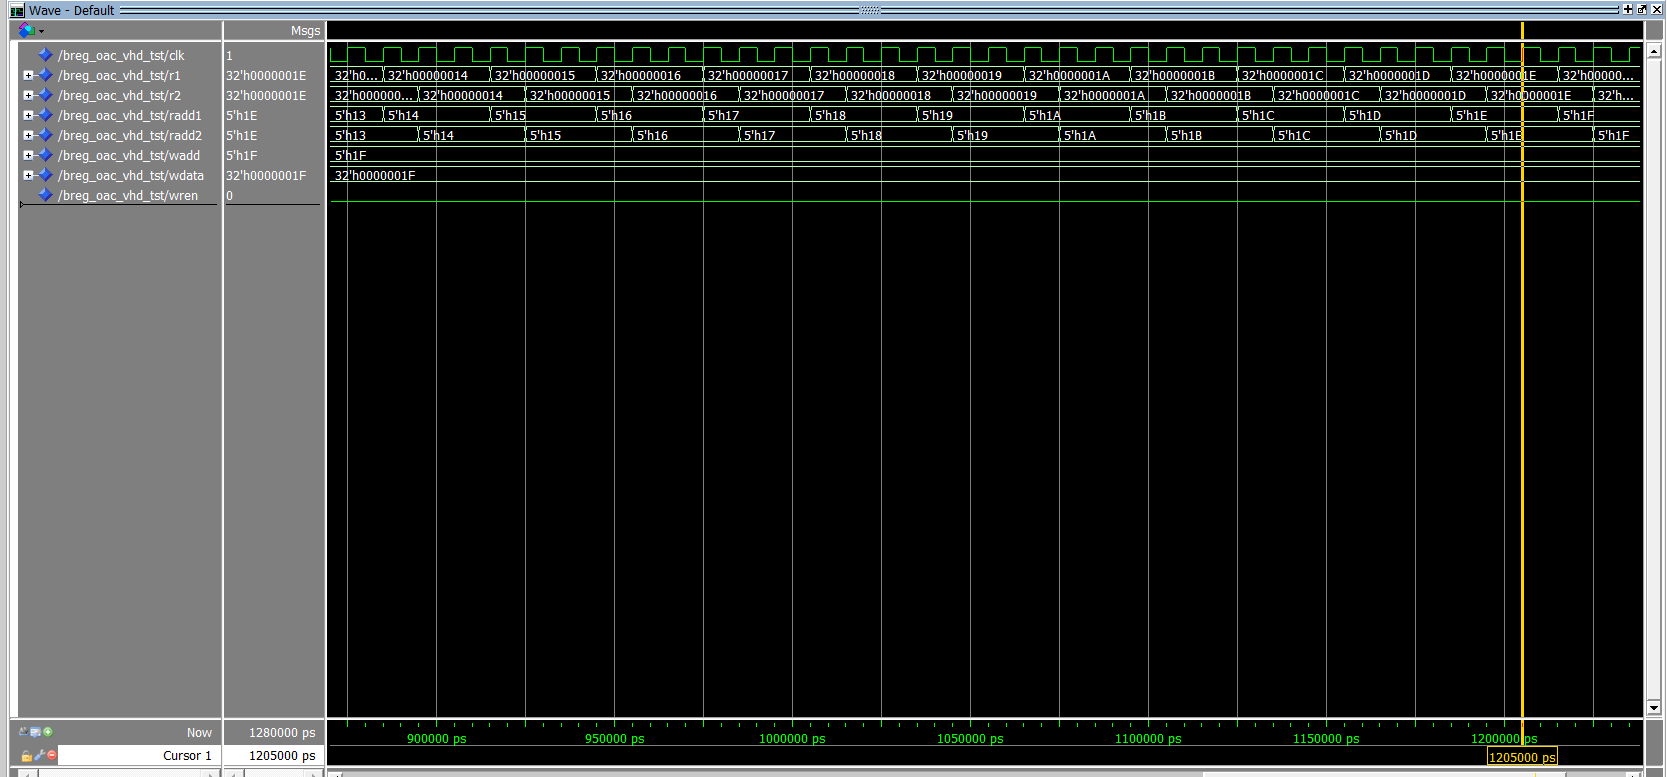 Wave - Default
Msgs
/breg_oac_vhd_tst/clk 1
/breg_oac_vhd_tst/r1 32'h0000001E 32'h0... 32'h00000014 32'h00000015 32'h00000016 32'h00000017 32'h00000018 32'h00000019 32'h0000001A 32'h0000001B 32'h0000001C 32'h0000001D 32'h0000001E 32'h00000...
/breg_oac_vhd_tst/r2 32'h0000001E 32'h000000... 32'h00000014 32'h00000015 32'h00000016 32'h00000017 32'h00000018 32'h00000019 32'h0000001A 32'h0000001B 32'h0000001C 32'h0000001D 32'h0000001E 32'h...
/breg_oac_vhd_tst/radd1 5'h1E 5'h13 5'h14 5'h15 5'h16 5'h17 5'h18 5'h19 5'h1A 5'h1B 5'h1C 5'h1D 5'h1E 5'h1F
/breg_oac_vhd_tst/radd2 5'h1E 5'h13 5'h14 5'h15 5'h16 5'h17 5'h18 5'h19 5'h1A 5'h1B 5'h1C 5'h1D 5'h1E 5'h1F
/breg_oac_vhd_tst/wadd 5'h1F 5'h1F
/breg_oac_vhd_tst/wdata 32'h0000001F 32'h0000001F
/breg_oac_vhd_tst/wren 0
Now 1280000 ps 900000 ps 950000 ps 1000000 ps 1050000 ps 1100000 ps 1150000 ps 1200000 ps
Cursor 1 1205000 ps 1205000 ps